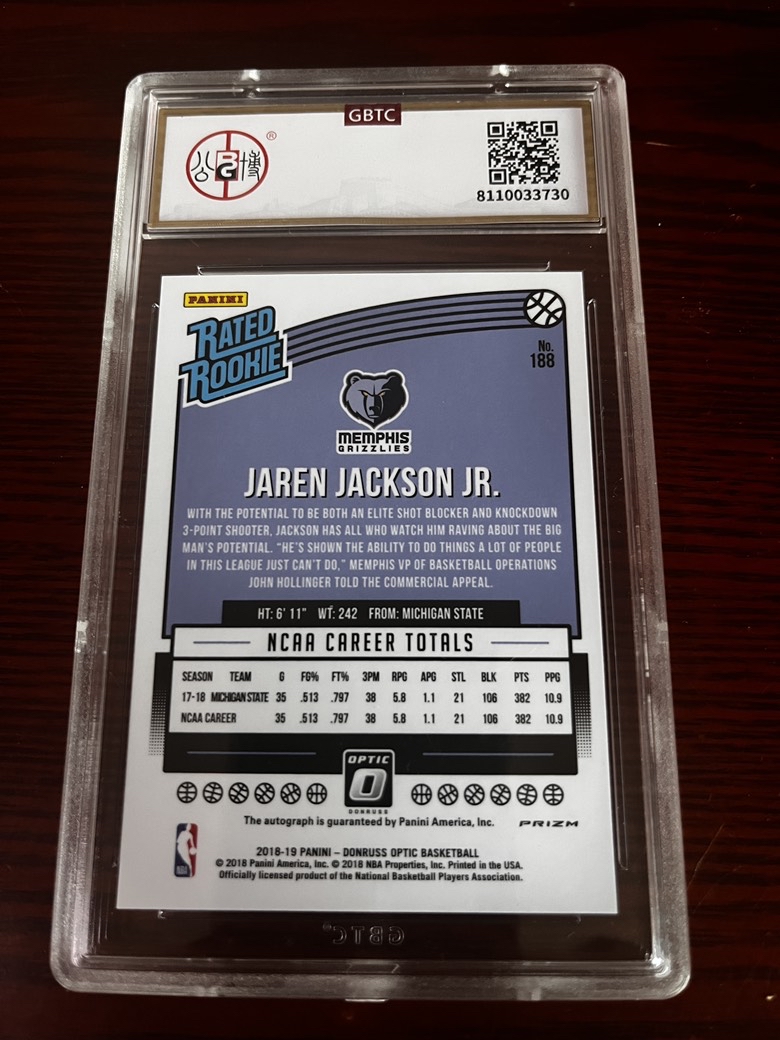 GBTC
公 BG 博 ®
8110033730
PANINI
RATED
ROOKIE
No.
188
MEMPHIS
GRIZZLIES
JAREN JACKSON JR.
WITH THE POTENTIAL TO BE BOTH AN ELITE SHOT BLOCKER AND KNOCKDOWN
3-POINT SHOOTER, JACKSON HAS ALL WHO WATCH HIM RAVING ABOUT THE BIG
MAN'S POTENTIAL. "HE'S SHOWN THE ABILITY TO DO THINGS A LOT OF PEOPLE
IN THIS LEAGUE JUST CAN'T DO," MEMPHIS VP OF BASKETBALL OPERATIONS
JOHN HOLLINGER TOLD THE COMMERCIAL APPEAL.
HT: 6' 11" WT: 242 FROM: MICHIGAN STATE
NCAA CAREER TOTALS
SEASON TEAM G FG% FT% 3PM RPG APG STL BLK PTS PPG
17-18 MICHIGAN STATE 35 .513 .797 38 5.8 1.1 21 106 382 10.9
NCAA CAREER 35 .513 .797 38 5.8 1.1 21 106 382 10.9
OPTIC
O
DONRUSS
The autograph is guaranteed by Panini America, Inc. PRIZM
NBA
2018-19 PANINI – DONRUSS OPTIC BASKETBALL
© 2018 Panini America, Inc. © 2018 NBA Properties, Inc. Printed in the USA.
Officially licensed product of the National Basketball Players Association.
GBTC